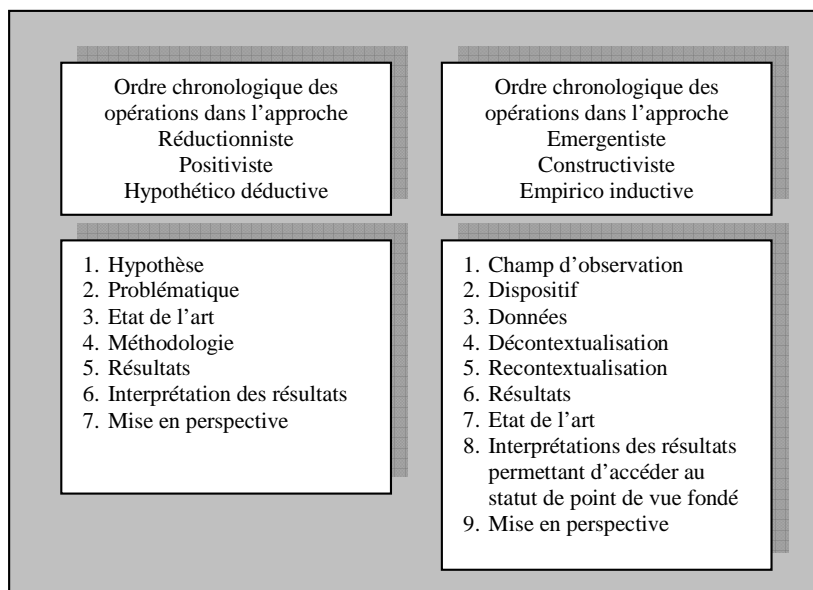 Ordre chronologique des
opérations dans l’approche
Réductionniste
Positiviste
Hypothético déductive
1. Hypothèse
2. Problématique
3. Etat de l’art
4. Méthodologie
5. Résultats
6. Interprétation des résultats
7. Mise en perspective
Ordre chronologique des
opérations dans l’approche
Emergentiste
Constructiviste
Empirico inductive
1. Champ d’observation
2. Dispositif
3. Données
4. Décontextualisation
5. Recontextualisation
6. Résultats
7. Etat de l’art
8. Interprétations des résultats
permettant d’accéder au
statut de point de vue fondé
9. Mise en perspective